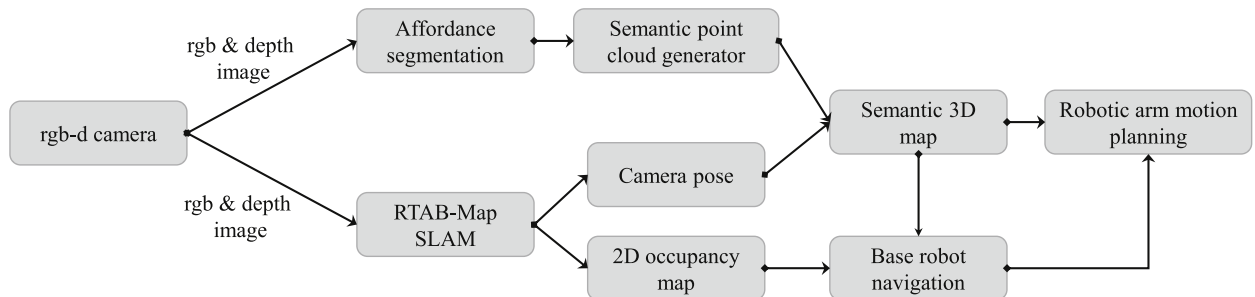 rgb-d camera
rgb & depth
image
rgb & depth
image
Affordance
segmentation
Semantic point
cloud generator
RTAB-Map
SLAM
Camera pose
2D occupancy
map
Semantic 3D
map
Base robot
navigation
Robotic arm motion
planning